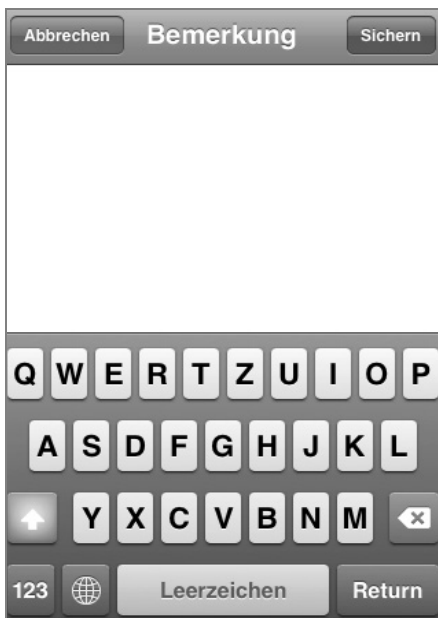 Abbrechen Bemerkung Sichern
Q W E R T Z U I O P
A S D F G H J K L
Y X C V B N M
123 Leerzeichen Return